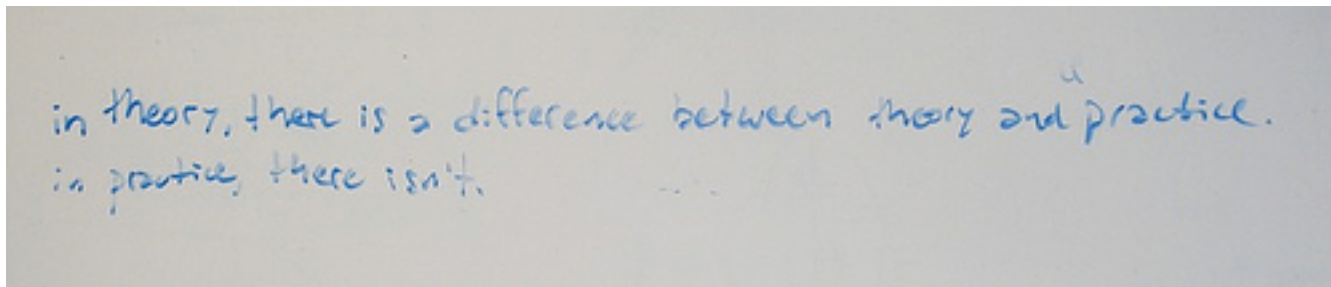 in theory, there is a difference between theory and practice.
in practice, there isn't.